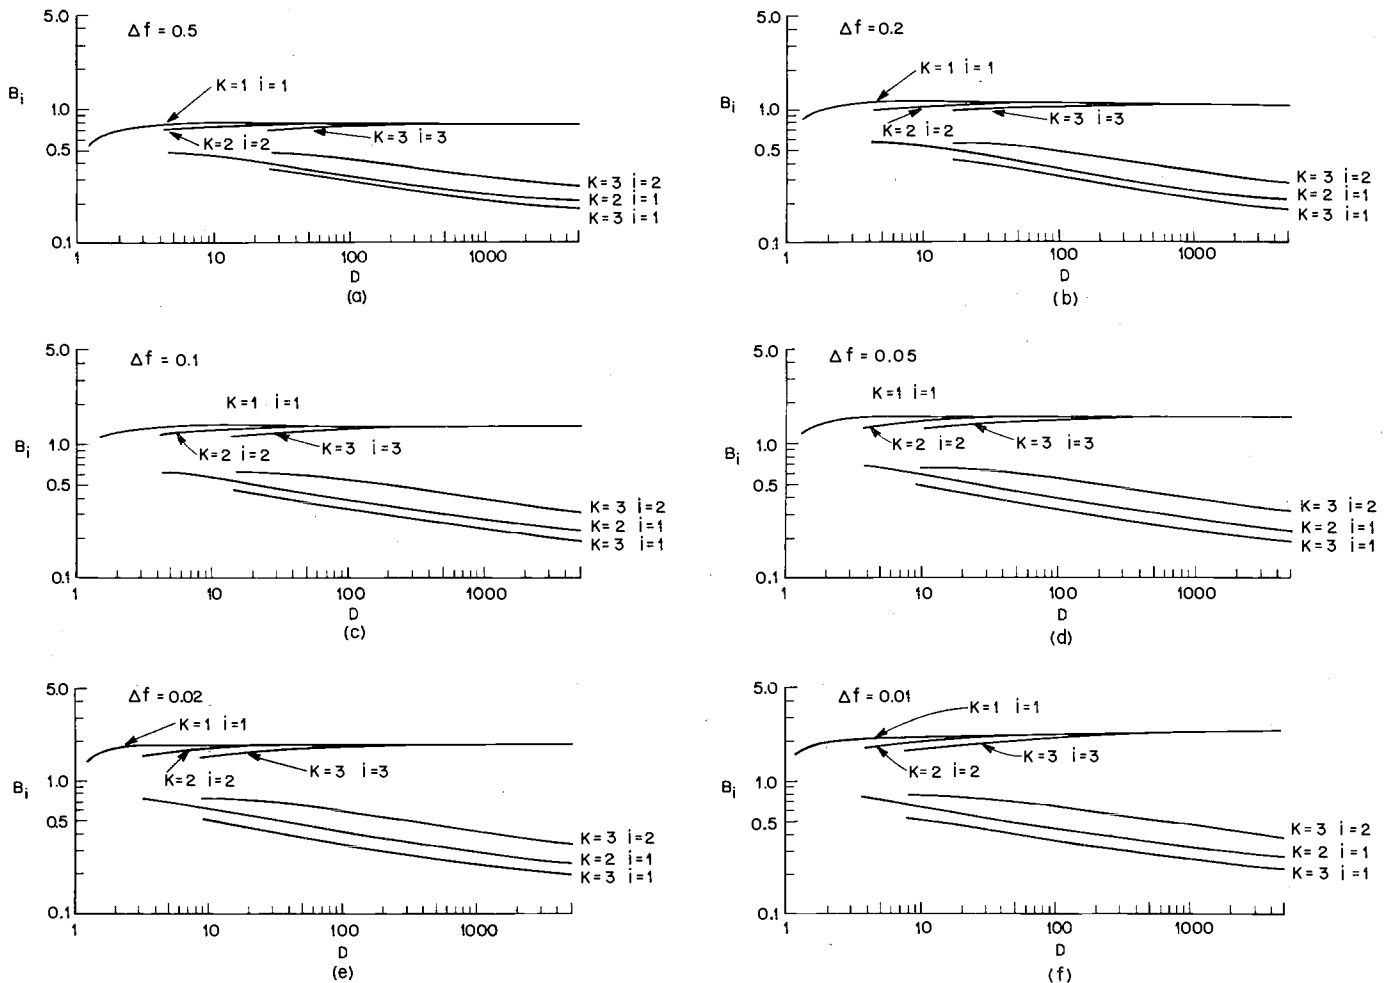 Δf = 0.5
5.0
Bi
1.0
0.5
0.1
K=1 i=1
K=2 i=2
K=3 i=3
K=3 i=2
K=2 i=1
K=3 i=1
1 10 100 1000
D
(a)
Δf = 0.2
5.0
Bi
1.0
0.5
0.1
K=1 i=1
K=2 i=2
K=3 i=3
K=3 i=2
K=2 i=1
K=3 i=1
1 10 100 1000
D
(b)
Δf = 0.1
5.0
Bi
1.0
0.5
0.1
K=1 i=1
K=2 i=2
K=3 i=3
K=3 i=2
K=2 i=1
K=3 i=1
1 10 100 1000
D
(c)
Δf = 0.05
5.0
Bi
1.0
0.5
0.1
K=1 i=1
K=2 i=2
K=3 i=3
K=3 i=2
K=2 i=1
K=3 i=1
1 10 100 1000
D
(d)
Δf = 0.02
5.0
Bi
1.0
0.5
0.1
K=1 i=1
K=2 i=2
K=3 i=3
K=3 i=2
K=2 i=1
K=3 i=1
1 10 100 1000
D
(e)
Δf = 0.01
5.0
Bi
1.0
0.5
0.1
K=1 i=1
K=2 i=2
K=3 i=3
K=3 i=2
K=2 i=1
K=3 i=1
1 10 100 1000
D
(f)